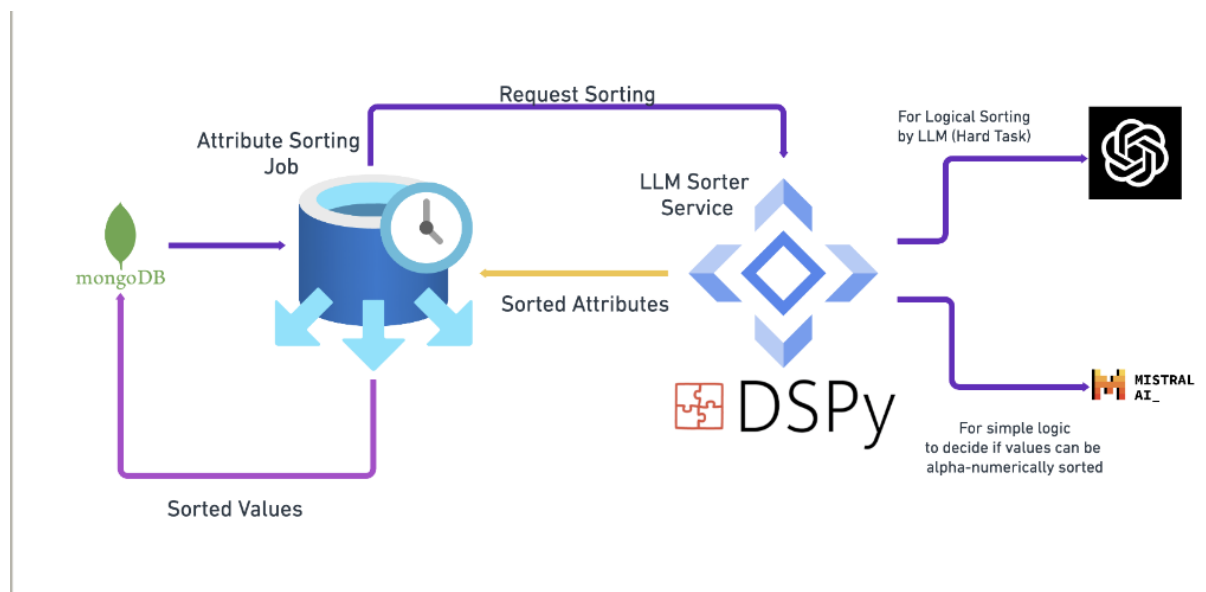 Request Sorting
For Logical Sorting
by LLM (Hard Task)
Attribute Sorting
Job
LLM Sorter
Service
mongoDB
Sorted Attributes
MISTRAL
AI_
DSPy
For simple logic
to decide if values can be
alpha-numerically sorted
Sorted Values